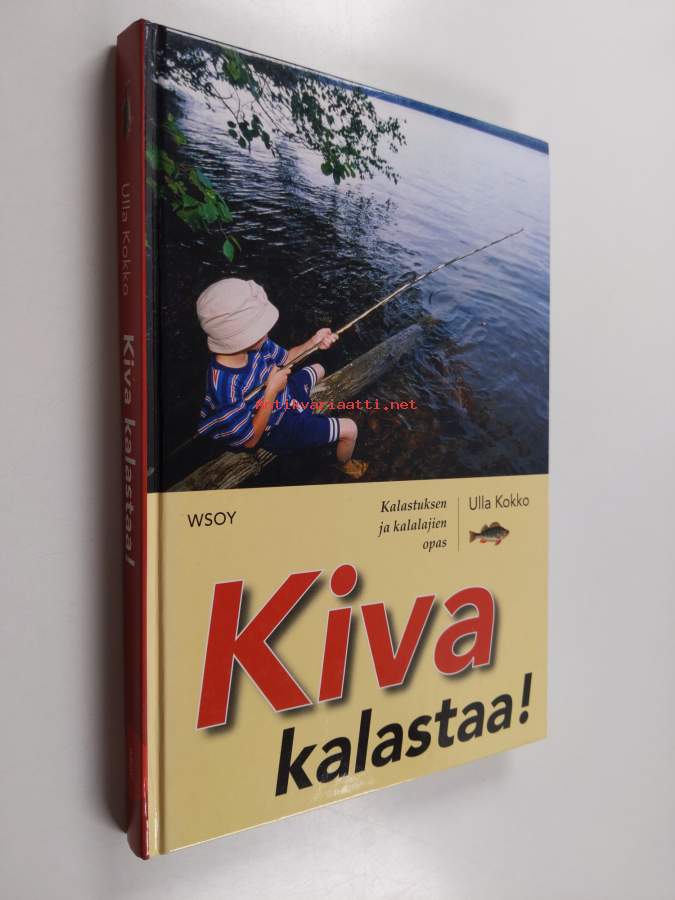 Ulla Kokko
Kiva kalastaa!
Antikvariaatti.net
WSOY
Kalastuksen
ja kalalajien
opas
Ulla Kokko
Kiva
kalastaa!